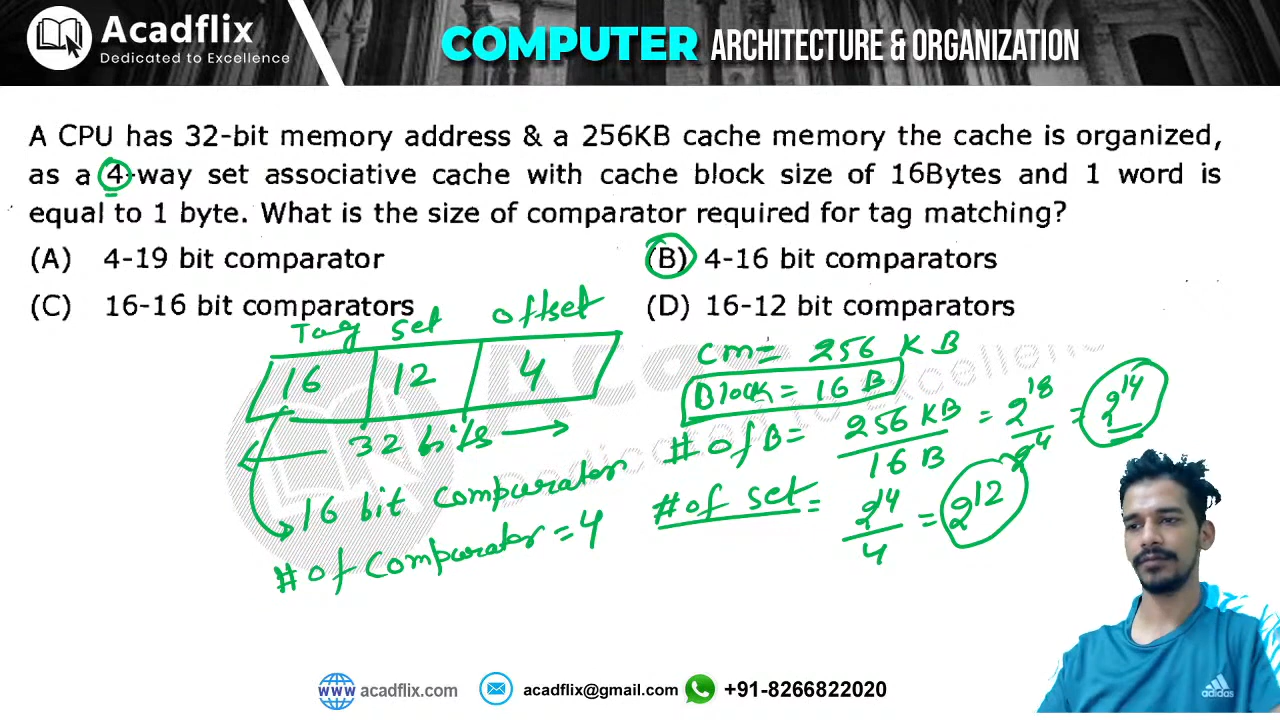 Acadflix
Dedicated to Excellence
COMPUTER ARCHITECTURE & ORGANIZATION
A CPU has 32-bit memory address & a 256KB cache memory the cache is organized,
as a 4-way set associative cache with cache block size of 16Bytes and 1 word is
equal to 1 byte. What is the size of comparator required for tag matching?
(A) 4-19 bit comparator
(B) 4-16 bit comparators
(C) 16-16 bit comparators
(D) 16-12 bit comparators
Tag Set Offset
16 12 4
32 bits
16 bit comparator
# of comparator = 4
CM = 256 KB
Block = 16 B
# of B = 256 KB / 16 B = 2^18 / 2^4 = 2^14
# of set = 2^14 / 4 = 2^12
www acadflix.com
acadflix@gmail.com
+91-8266822020
adidas